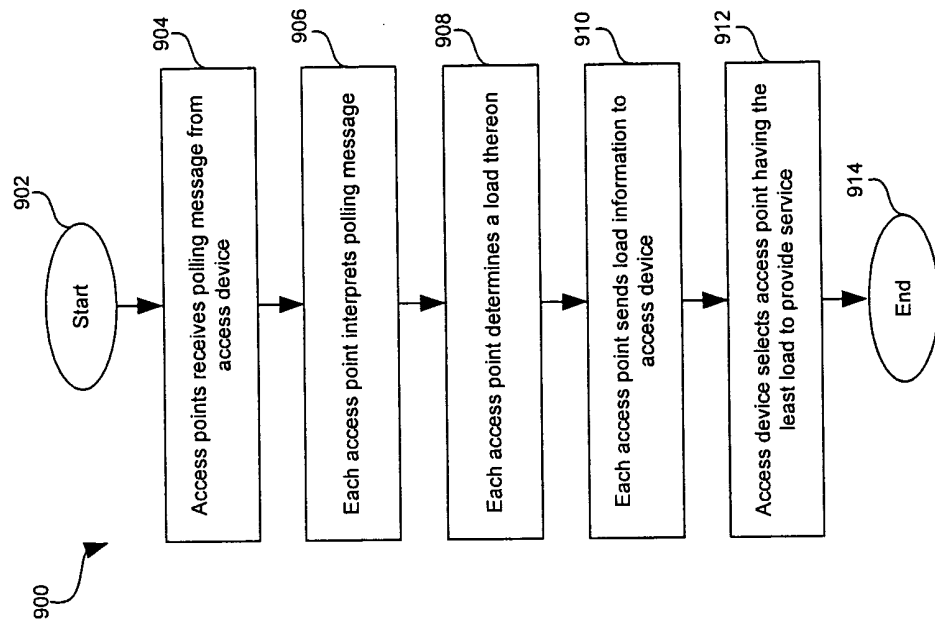 900
902
Start
904
Access points receives polling message from
access device
906
Each access point interprets polling message
908
Each access point determines a load thereon
910
Each access point sends load information to
access device
912
Access device selects access point having the
least load to provide service
914
End